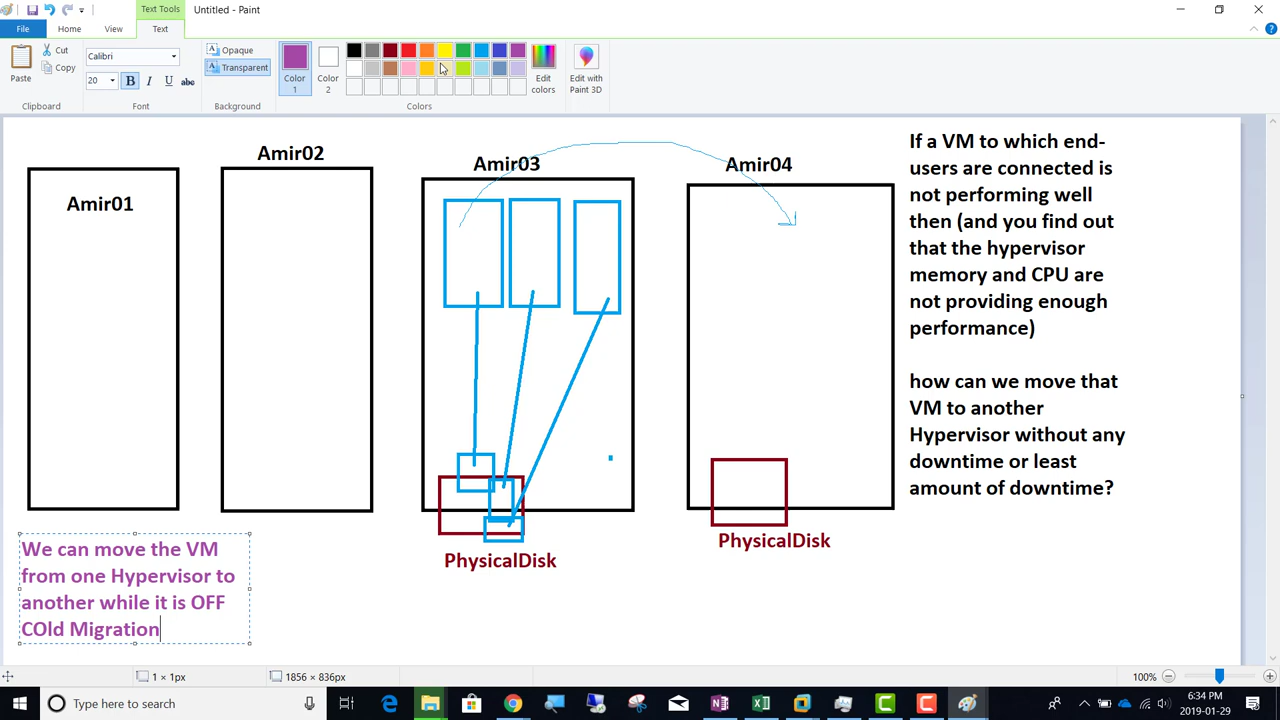 Text Tools
Untitled - Paint
File
Home
View
Text
Paste
Cut
Copy
Clipboard
Calibri
20
B
I
U
abc
Font
Opaque
Transparent
Background
Color
1
Color
2
Edit
colors
Edit with
Paint 3D
Colors
Amir01
Amir02
Amir03
Amir04
PhysicalDisk
PhysicalDisk
If a VM to which end-
users are connected is
not performing well
then (and you find out
that the hypervisor
memory and CPU are
not providing enough
performance)
how can we move that
VM to another
Hypervisor without any
downtime or least
amount of downtime?
We can move the VM
from one Hypervisor to
another while it is OFF
COld Migration
1 × 1px
1856 × 836px
100%
Type here to search
6:34 PM
2019-01-29